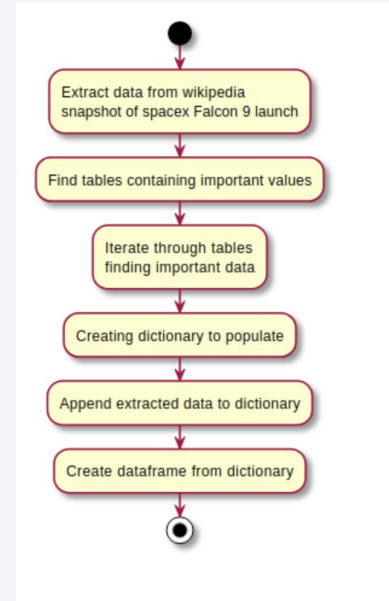 Extract data from wikipedia
snapshot of spacex Falcon 9 launch
Find tables containing important values
Iterate through tables
finding important data
Creating dictionary to populate
Append extracted data to dictionary
Create dataframe from dictionary